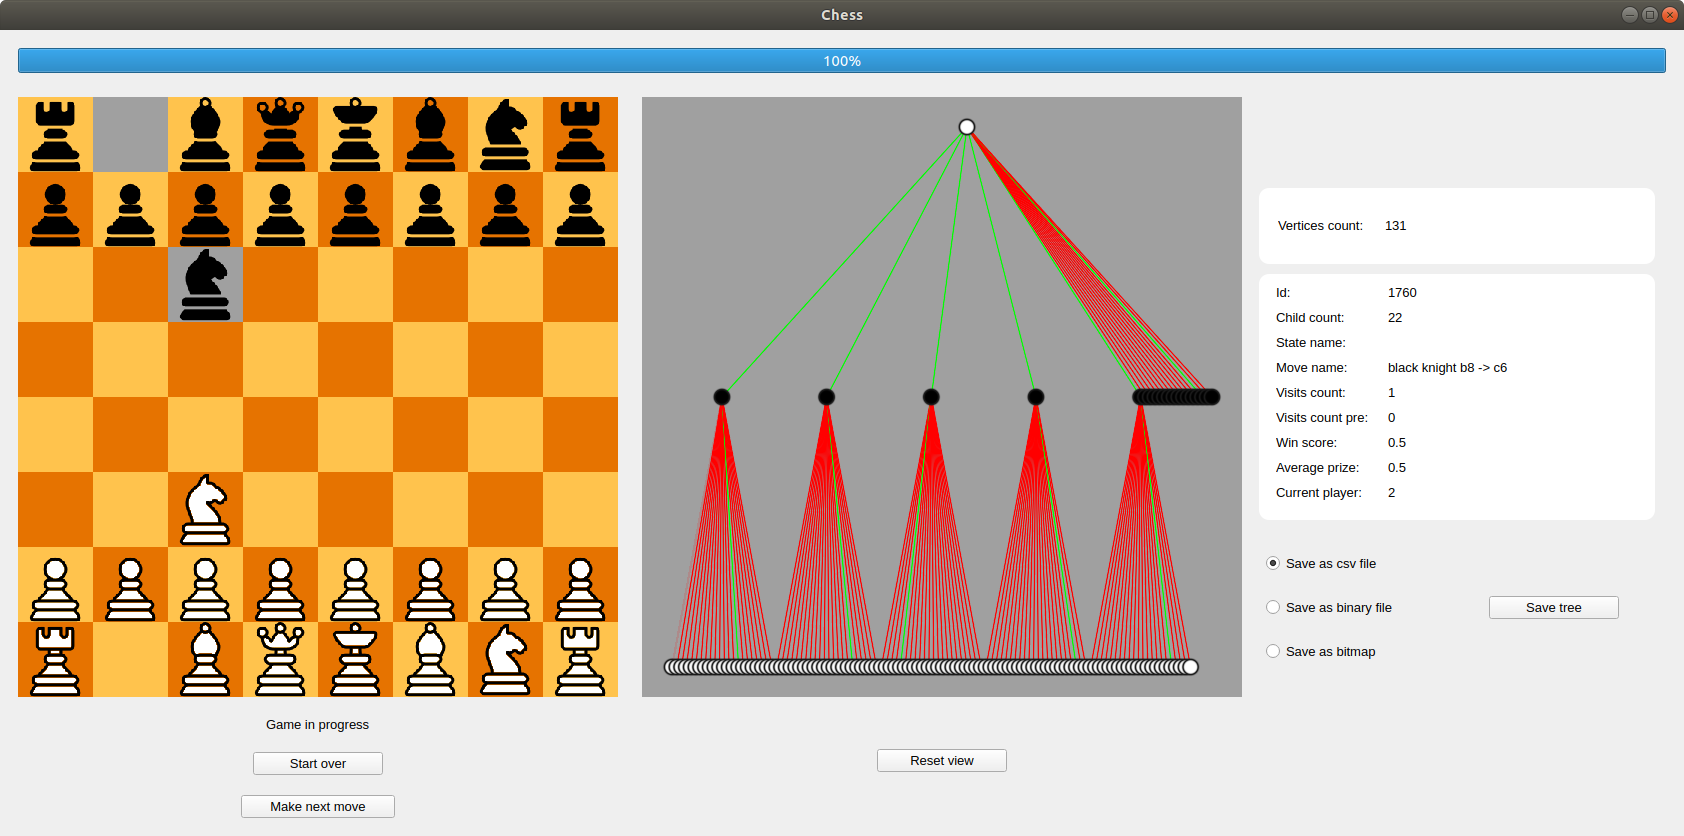 Chess
100%
Vertices count: 131
Id: 1760
Child count: 22
State name:
Move name: black knight b8 -> c6
Visits count: 1
Visits count pre: 0
Win score: 0.5
Average prize: 0.5
Current player: 2
Save as csv file
Save as binary file
Save tree
Save as bitmap
Game in progress
Start over
Reset view
Make next move